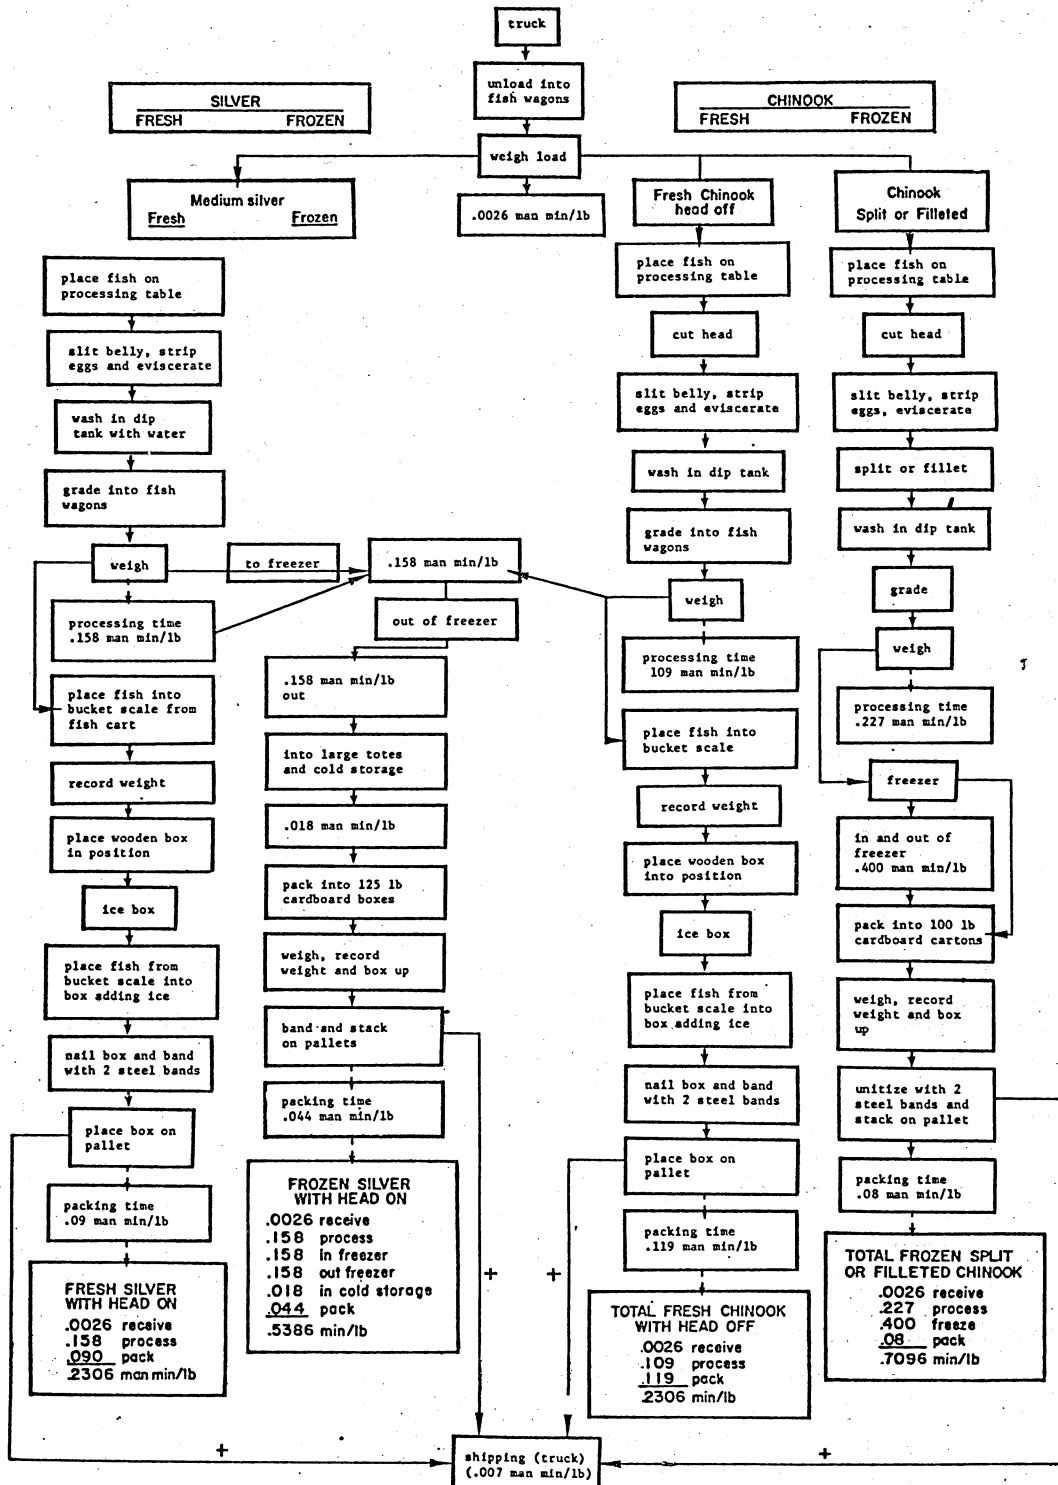 truck
unload into
fish wagons
SILVER
FRESH FROZEN
CHINOOK
FRESH FROZEN
weigh load
.0026 man min/lb
Medium silver
Fresh Frozen
place fish on
processing table
slit belly, strip
eggs and eviscerate
wash in dip
tank with water
grade into fish
wagons
weigh
to freezer
processing time
.158 man min/lb
place fish into
bucket scale from
fish cart
record weight
place wooden box
in position
ice box
place fish from
bucket scale into
box adding ice
nail box and band
with 2 steel bands
place box on
pallet
packing time
.09 man min/lb
FRESH SILVER
WITH HEAD ON
.0026 receive
.158 process
.090 pack
.2306 man min/lb
.158 man min/lb
out of freezer
.158 man min/lb
out
into large totes
and cold storage
.018 man min/lb
pack into 125 lb
cardboard boxes
weigh, record
weight and box up
band and stack
on pallets
packing time
.044 man min/lb
FROZEN SILVER
WITH HEAD ON
.0026 receive
.158 process
.158 in freezer
.158 out freezer
.018 in cold storage
.044 pack
.5386 min/lb
Fresh Chinook
head off
place fish on
processing table
cut head
slit belly, strip
eggs and eviscerate
wash in dip tank
grade into fish
wagons
weigh
processing time
109 man min/lb
place fish into
bucket scale
record weight
place wooden box
into position
ice box
place fish from
bucket scale into
box adding ice
nail box and band
with 2 steel bands
place box on
pallet
packing time
.119 man min/lb
TOTAL FRESH CHINOOK
WITH HEAD OFF
.0026 receive
.109 process
.119 pack
.2306 min/lb
Chinook
Split or Filleted
place fish on
processing table
cut head
slit belly, strip
eggs, eviscerate
split or fillet
wash in dip tank
grade
weigh
processing time
.227 man min/lb
freezer
in and out of
freezer
.400 man min/lb
pack into 100 lb
cardboard cartons
weigh, record
weight and box
up
unitize with 2
steel bands and
stack on pallet
packing time
.08 man min/lb
TOTAL FROZEN SPLIT
OR FILLETED CHINOOK
.0026 receive
.227 process
.400 freeze
.08 pack
.7096 min/lb
+ +
+ +
shipping (truck)
(.007 man min/lb)